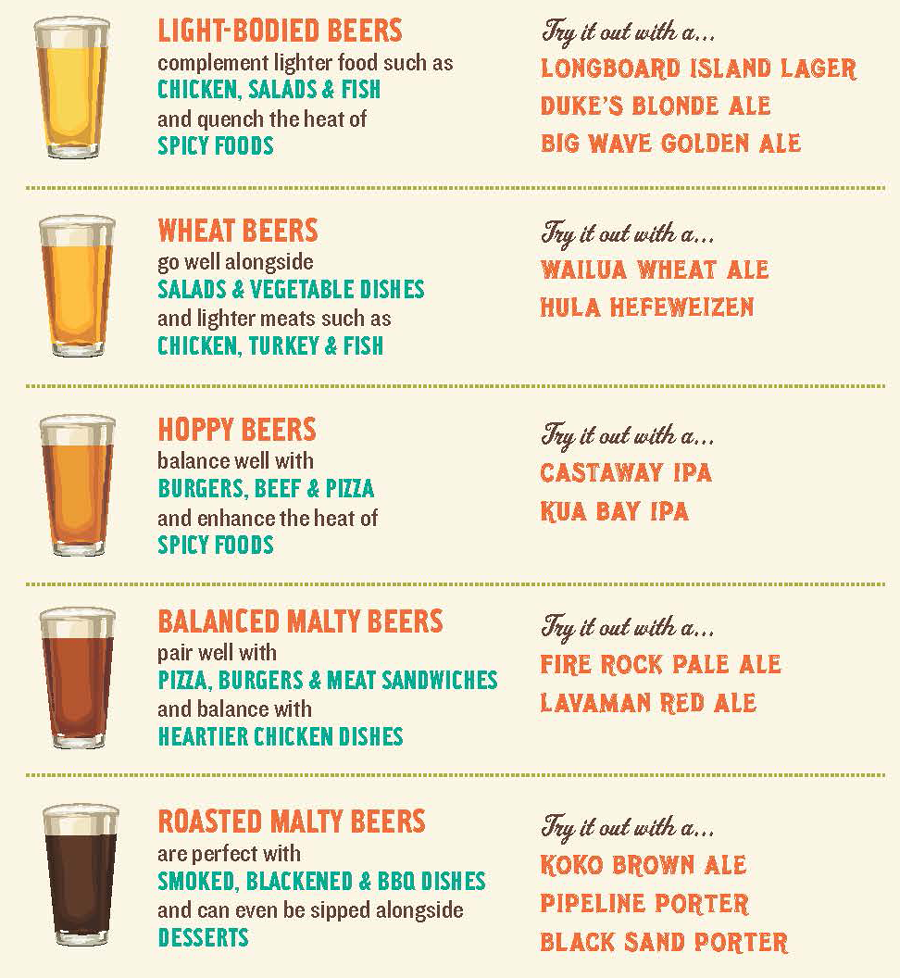 LIGHT-BODIED BEERS
complement lighter food such as
CHICKEN, SALADS & FISH
and quench the heat of
SPICY FOODS
Try it out with a...
LONGBOARD ISLAND LAGER
DUKE'S BLONDE ALE
BIG WAVE GOLDEN ALE
WHEAT BEERS
go well alongside
SALADS & VEGETABLE DISHES
and lighter meats such as
CHICKEN, TURKEY & FISH
Try it out with a...
WAILUA WHEAT ALE
HULA HEFEWEIZEN
HOPPY BEERS
balance well with
BURGERS, BEEF & PIZZA
and enhance the heat of
SPICY FOODS
Try it out with a...
CASTAWAY IPA
KUA BAY IPA
BALANCED MALTY BEERS
pair well with
PIZZA, BURGERS & MEAT SANDWICHES
and balance with
HEARTIER CHICKEN DISHES
Try it out with a...
FIRE ROCK PALE ALE
LAVAMAN RED ALE
ROASTED MALTY BEERS
are perfect with
SMOKED, BLACKENED & BBQ DISHES
and can even be sipped alongside
DESSERTS
Try it out with a...
KOKO BROWN ALE
PIPELINE PORTER
BLACK SAND PORTER